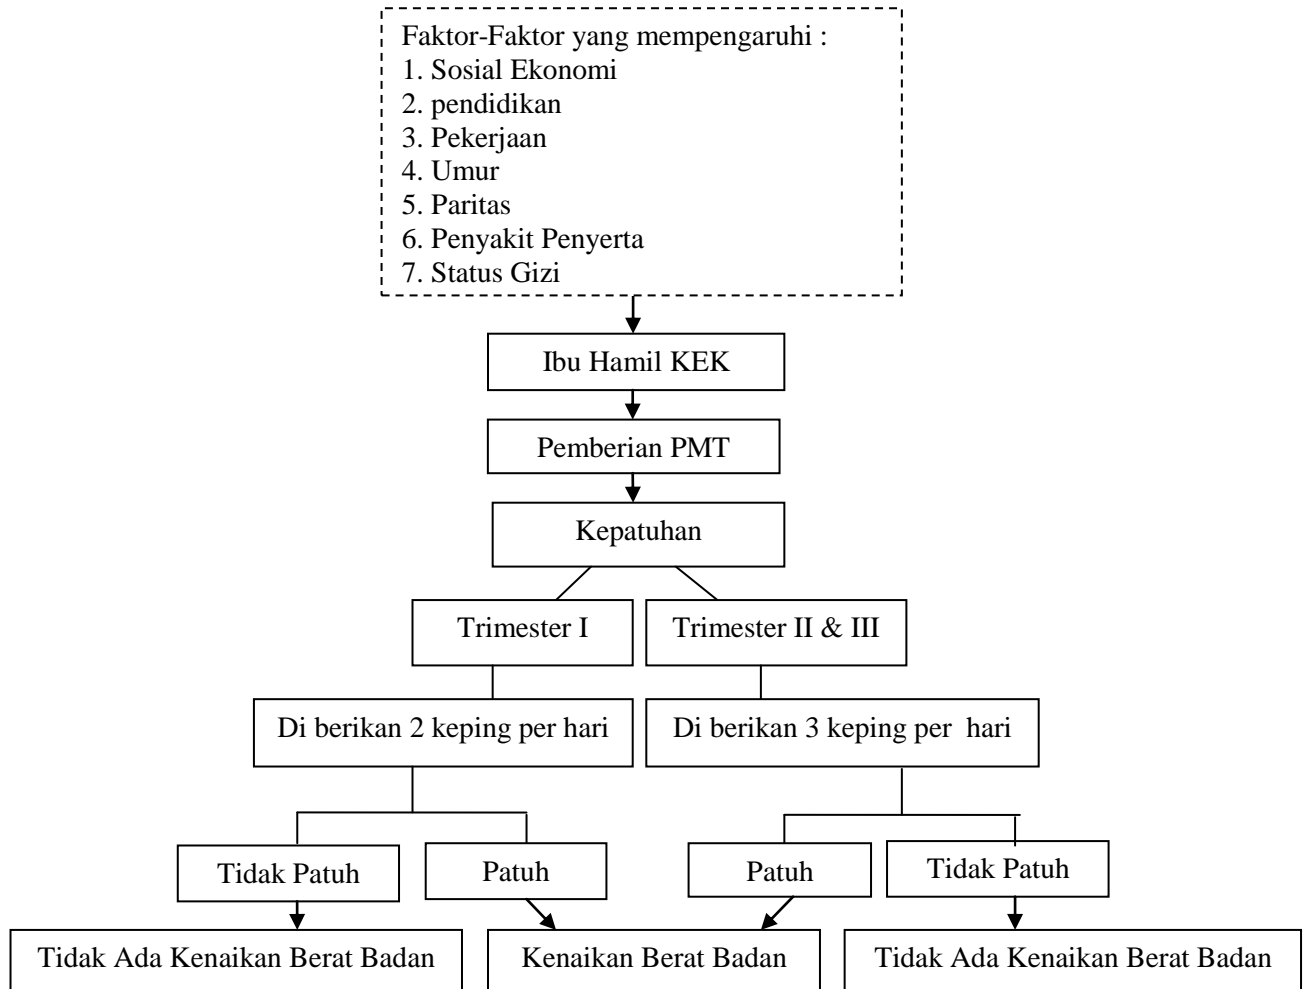 Faktor-Faktor yang mempengaruhi :
1. Sosial Ekonomi
2. pendidikan
3. Pekerjaan
4. Umur
5. Paritas
6. Penyakit Penyerta
7. Status Gizi
Ibu Hamil KEK
Pemberian PMT
Kepatuhan
Trimester I
Trimester II & III
Di berikan 2 keping per hari
Di berikan 3 keping per hari
Tidak Patuh
Patuh
Patuh
Tidak Patuh
Tidak Ada Kenaikan Berat Badan
Kenaikan Berat Badan
Tidak Ada Kenaikan Berat Badan